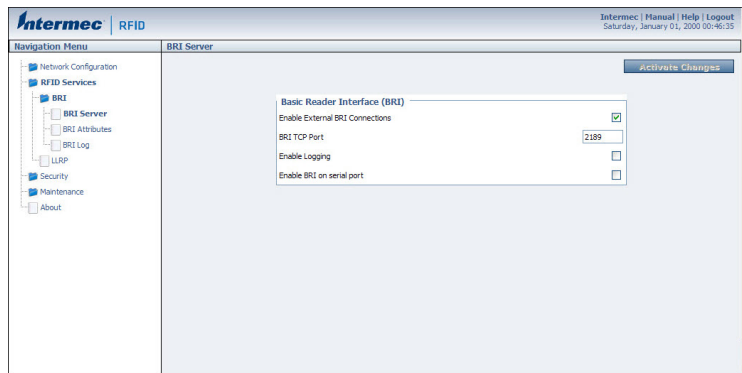 Intermec RFID
Intermec | Manual | Help | Logout
Saturday, January 01, 2000 00:46:35
Navigation Menu
BRI Server
Network Configuration
RFID Services
BRI
BRI Server
BRI Attributes
BRI Log
LLRP
Security
Maintenance
About
Activate Changes
Basic Reader Interface (BRI)
Enable External BRI Connections
BRI TCP Port 2189
Enable Logging
Enable BRI on serial port